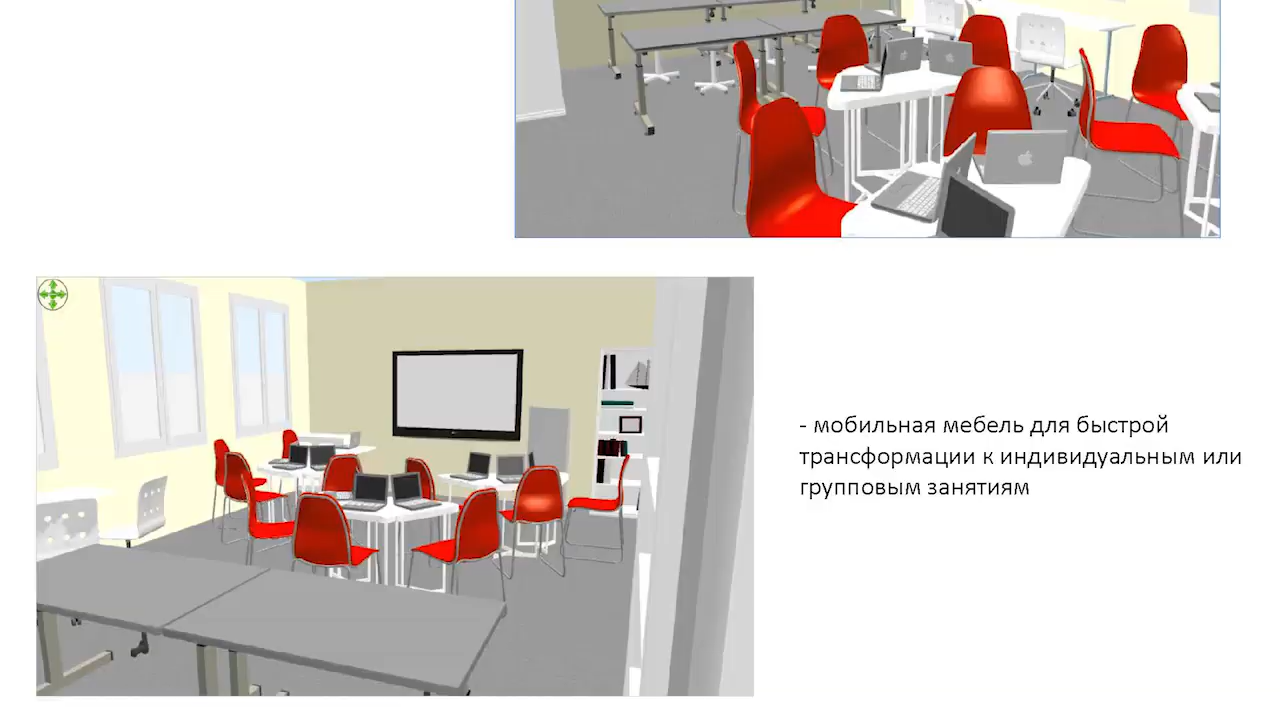 - мобильная мебель для быстрой
трансформации к индивидуальным или
групповым занятиям